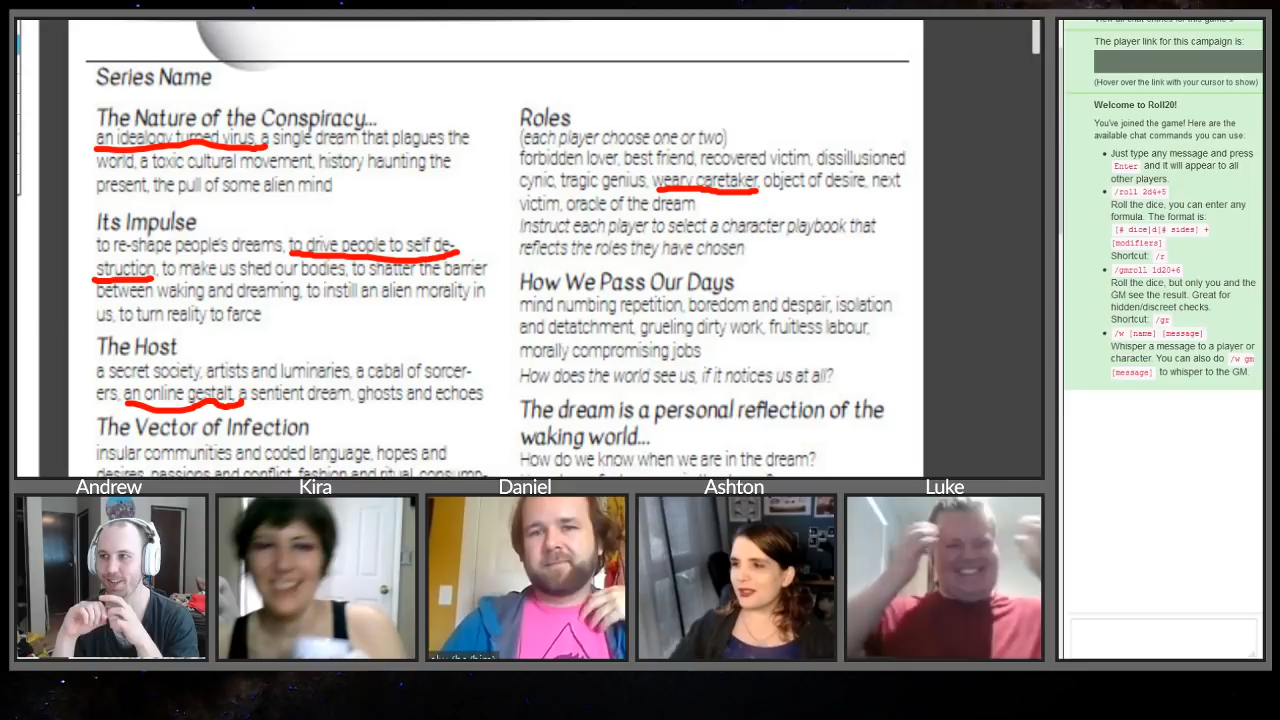 Series Name
The Nature of the Conspiracy...
an idealogy turned virus, a single dream that plagues the
world, a toxic cultural movement, history haunting the
present, the pull of some alien mind
Its Impulse
to re-shape people's dreams, to drive people to self de-
struction, to make us shed our bodies, to shatter the barrier
between waking and dreaming, to instill an alien morality in
us, to turn reality to farce
The Host
a secret society, artists and luminaries, a cabal of sorcer-
ers, an online gestalt, a sentient dream, ghosts and echoes
The Vector of Infection
insular communities and coded language, hopes and
desires, passions and conflict, fashion and ritual, consump-
Roles
(each player choose one or two)
forbidden lover, best friend, recovered victim, dissillusioned
cynic, tragic genius, weary caretaker, object of desire, next
victim, oracle of the dream
Instruct each player to select a character playbook that
reflects the roles they have chosen
How We Pass Our Days
mind numbing repetition, boredom and despair, isolation
and detatchment, grueling dirty work, fruitless labour,
morally compromising jobs
How does the world see us, if it notices us at all?
The dream is a personal reflection of the
waking world...
How do we know when we are in the dream?
The player link for this campaign is:
(Hover over the link with your cursor to show)
Welcome to Roll20!
You've joined the game! Here are the
available chat commands you can use:
Just type any message and press
Enter and it will appear to all
other players.
/roll 2d4+5
Roll the dice, you can enter any
formula. The format is:
[# dice]d[# sides] +
[modifiers]
Shortcut: /r
/gmroll 1d20+6
Roll the dice, but only you and the
GM see the result. Great for
hidden/discreet checks.
Shortcut: /gr
/w [name] [message]
Whisper a message to a player or
character. You can also do /w gm
[message] to whisper to the GM.
Andrew
Kira
Daniel
Ashton
Luke